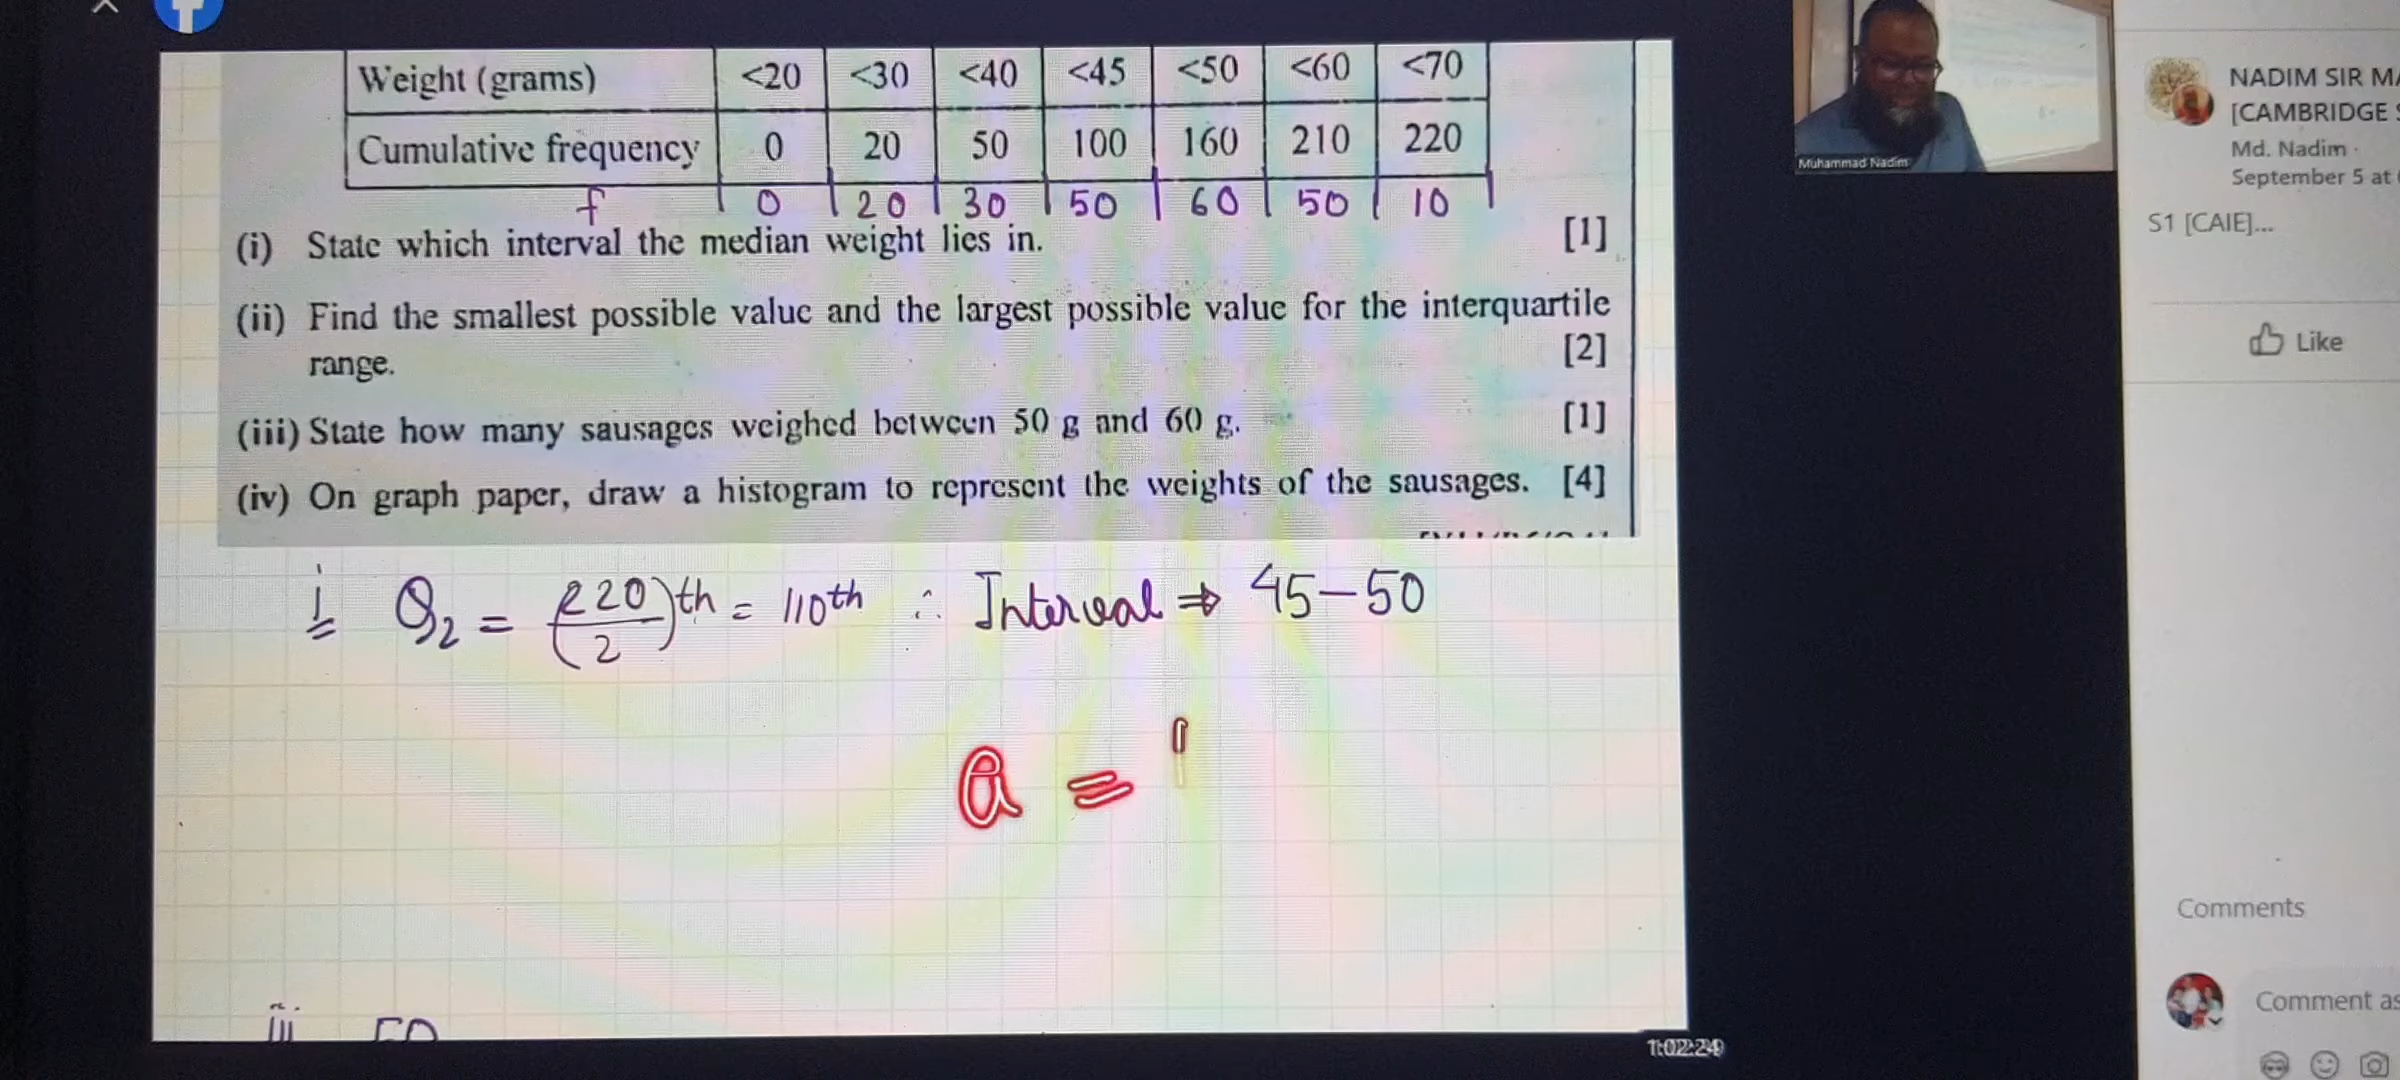 Weight (grams) <20 <30 <40 <45 <50 <60 <70
Cumulative frequency 0 20 50 100 160 210 220
f 0 20 30 50 60 50 10
(i) State which interval the median weight lies in. [1]
(ii) Find the smallest possible value and the largest possible value for the interquartile
range. [2]
(iii) State how many sausages weighed between 50 g and 60 g. [1]
(iv) On graph paper, draw a histogram to represent the weights of the sausages. [4]
i Q₂ = (220/2)th = 110th ∴ Interval ⇒ 45-50
Q =
iii 50
1:02:24
Muhammad Nadim
NADIM SIR MA
[CAMBRIDGE S
Md. Nadim ·
September 5 at
S1 [CAIE]...
Like
Comments
Comment as